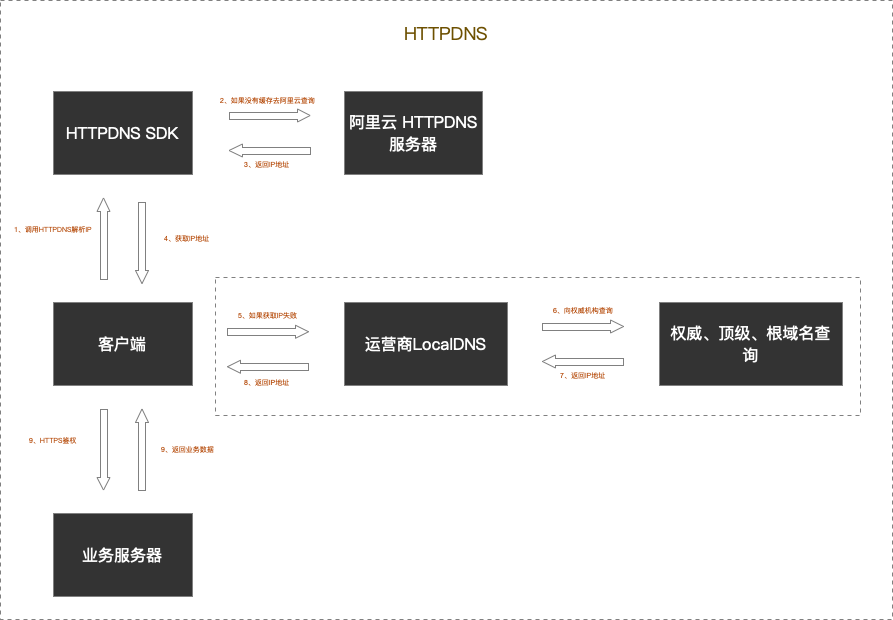 HTTPDNS
2、如果没有缓存去阿里云查询
HTTPDNS SDK
阿里云 HTTPDNS
服务器
3、返回IP地址
1、调用HTTPDNS解析IP
4、获取IP地址
5、如果获取IP失败
6、向权威机构查询
客户端
运营商LocalDNS
权威、顶级、根域名查
询
8、返回IP地址
7、返回IP地址
9、HTTPS鉴权
9、返回业务数据
业务服务器